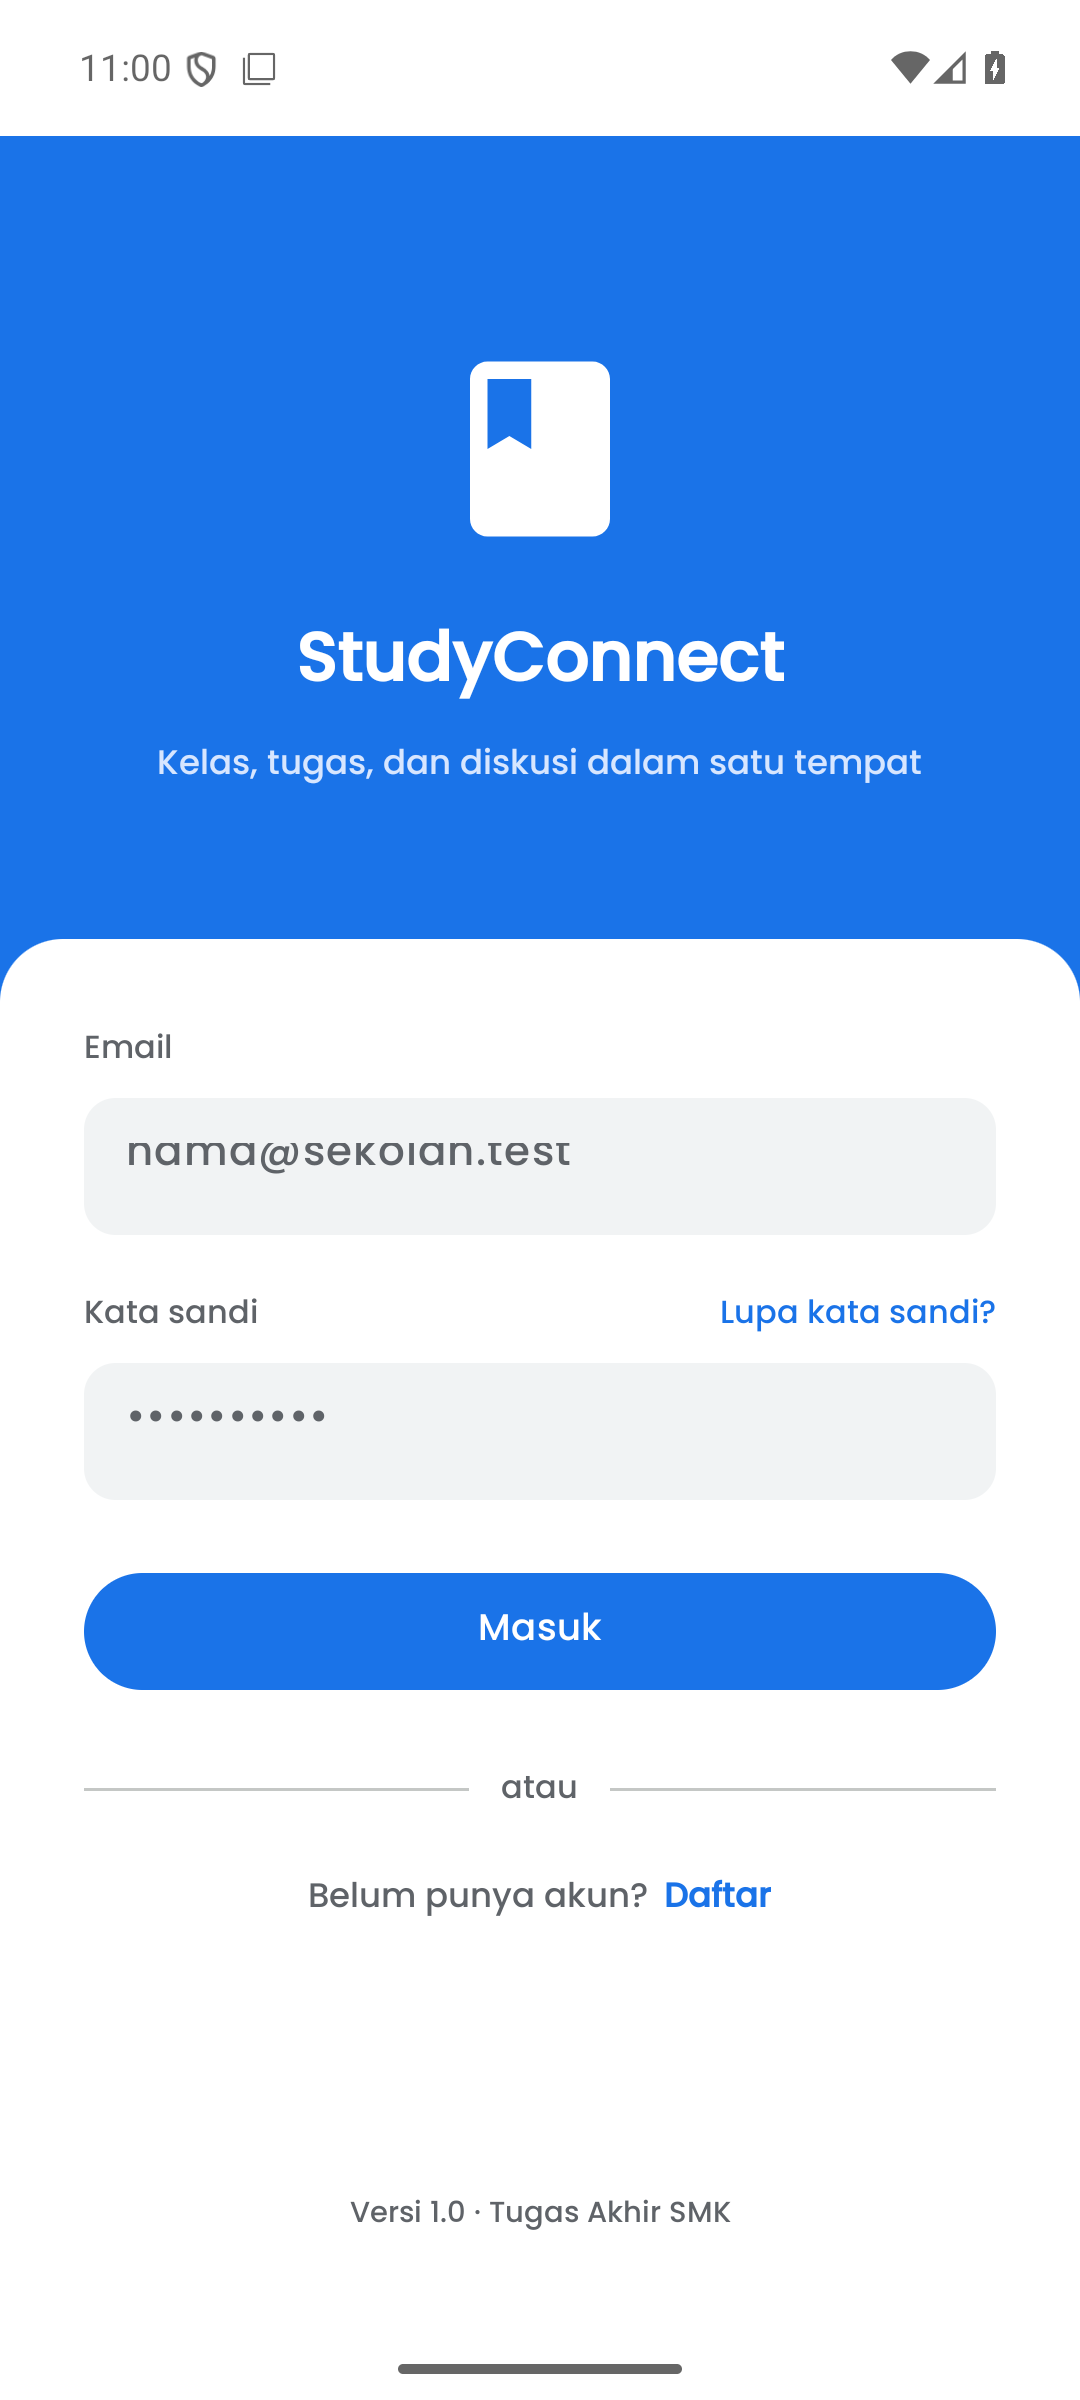 11:00
StudyConnect
Kelas, tugas, dan diskusi dalam satu tempat
Email
nama@sekolah.test
Kata sandi
Lupa kata sandi?
••••••••••
Masuk
atau
Belum punya akun? Daftar
Versi 1.0 · Tugas Akhir SMK